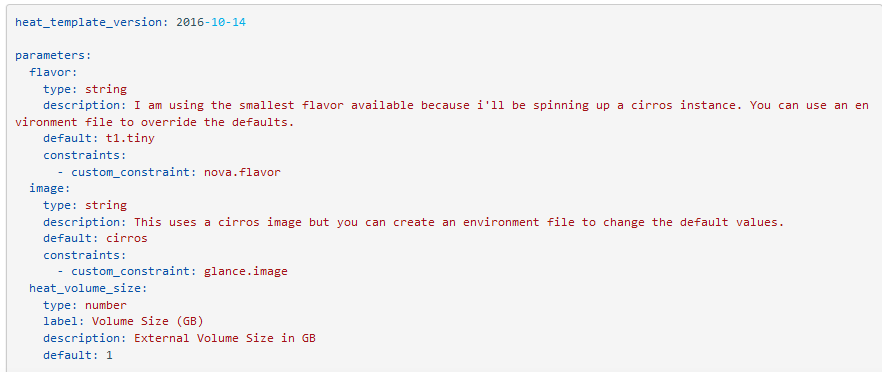 heat_template_version: 2016-10-14

parameters:
  flavor:
    type: string
    description: I am using the smallest flavor available because i'll be spinning up a cirros instance. You can use an en
vironment file to override the defaults.
    default: t1.tiny
    constraints:
      - custom_constraint: nova.flavor
  image:
    type: string
    description: This uses a cirros image but you can create an environment file to change the default values.
    default: cirros
    constraints:
      - custom_constraint: glance.image
  heat_volume_size:
    type: number
    label: Volume Size (GB)
    description: External Volume Size in GB
    default: 1